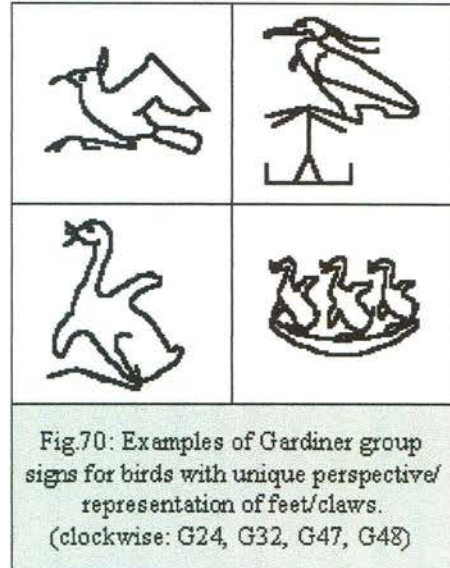 Fig.70: Examples of Gardiner group
signs for birds with unique perspective/
representation of feet/claws.
(clockwise: G24, G32, G47, G48)